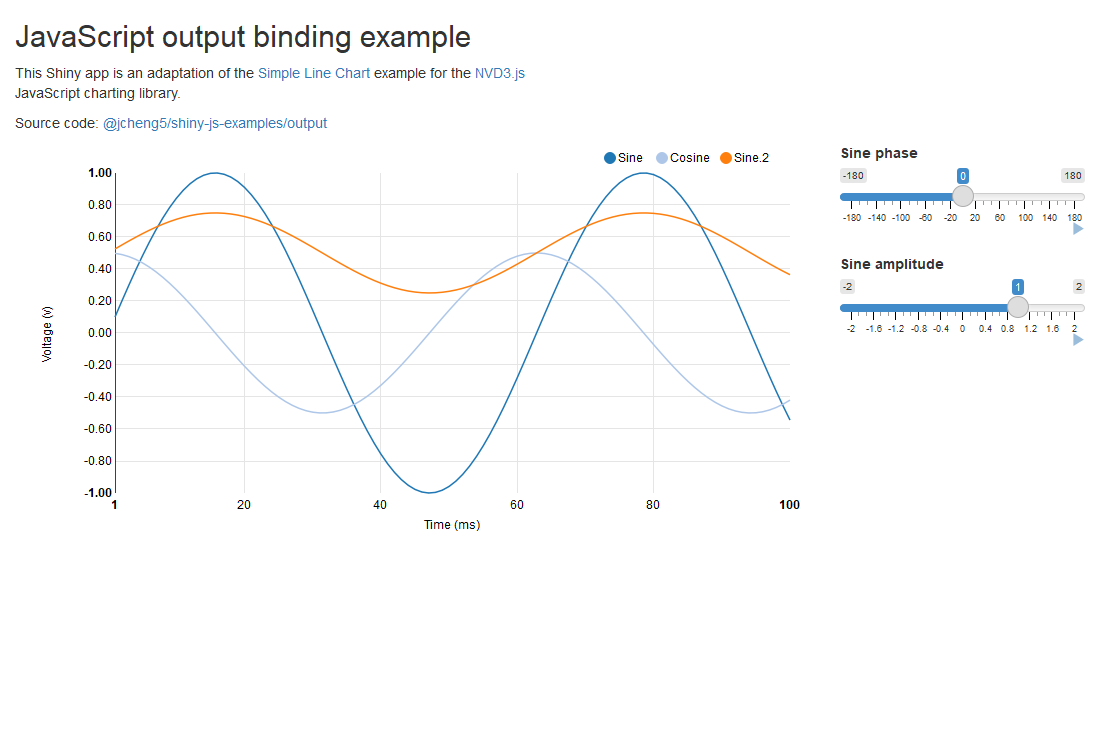 JavaScript output binding example
This Shiny app is an adaptation of the Simple Line Chart example for the NVD3.js
JavaScript charting library.
Source code: @jcheng5/shiny-js-examples/output
Sine Cosine Sine.2
1.00
0.80
0.60
0.40
0.20
0.00
-0.20
-0.40
-0.60
-0.80
-1.00
Voltage (v)
1 20 40 60 80 100
Time (ms)
Sine phase
-180 0 180
-180 -140 -100 -60 -20 20 60 100 140 180
Sine amplitude
-2 1 2
-2 -1.6 -1.2 -0.8 -0.4 0 0.4 0.8 1.2 1.6 2